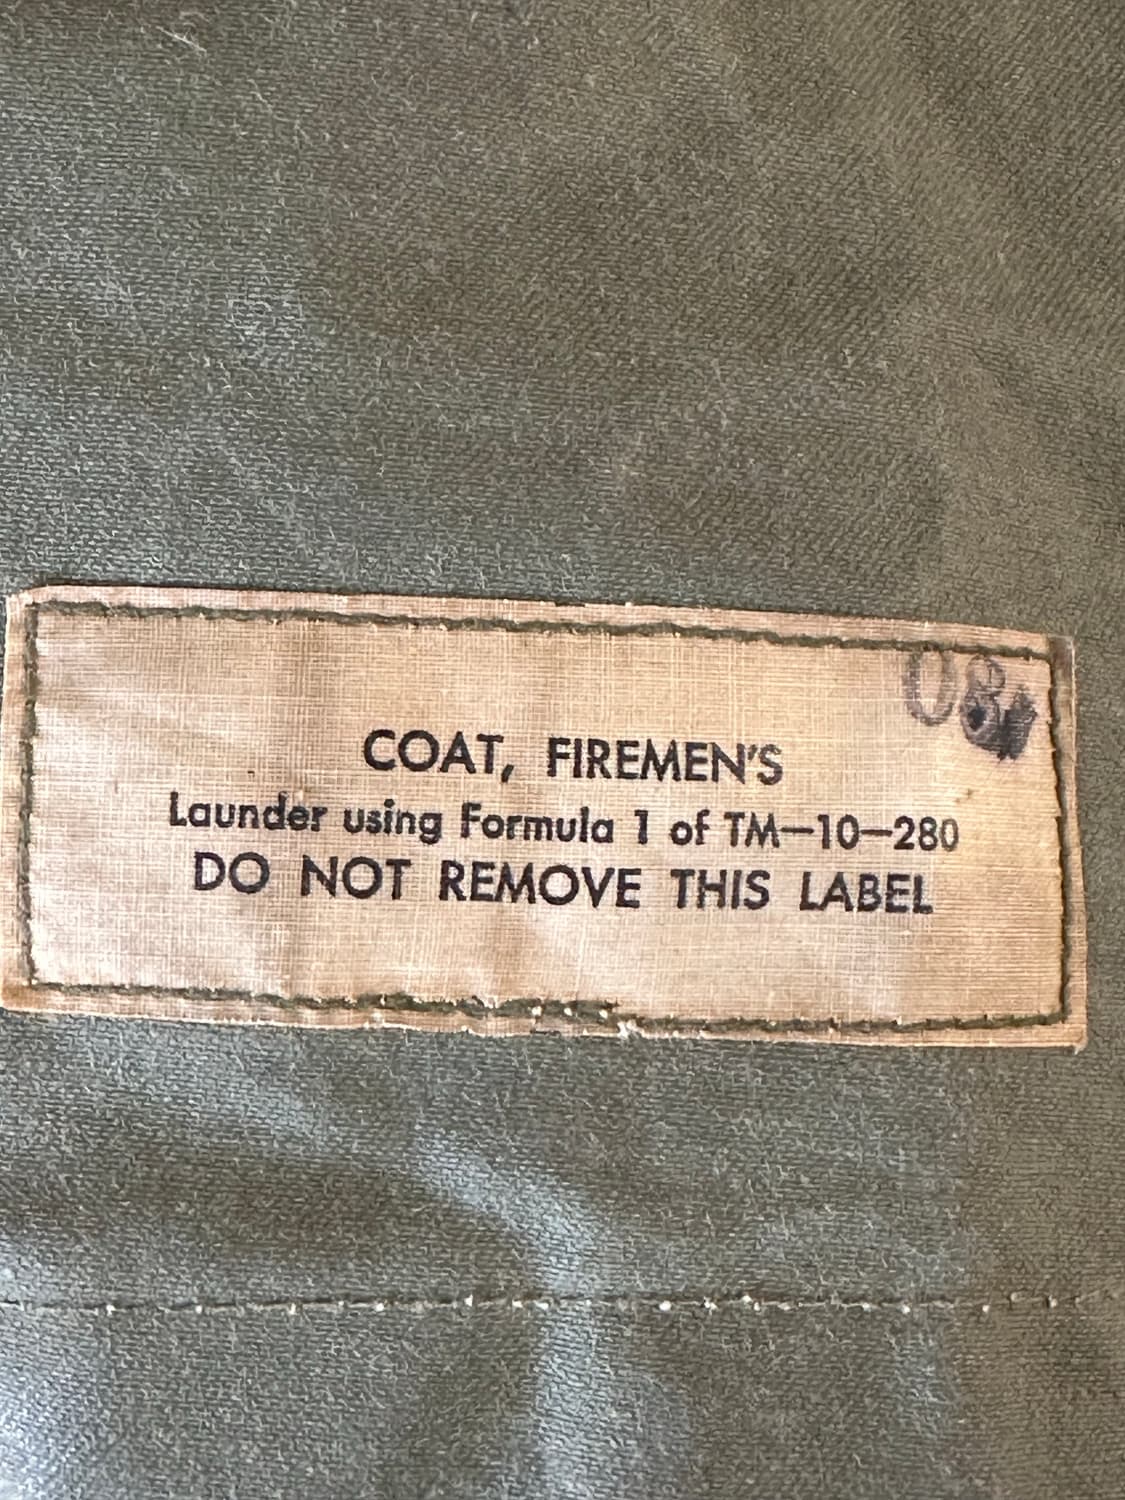 COAT, FIREMEN'S
Launder using Formula 1 of TM—10—280
DO NOT REMOVE THIS LABEL